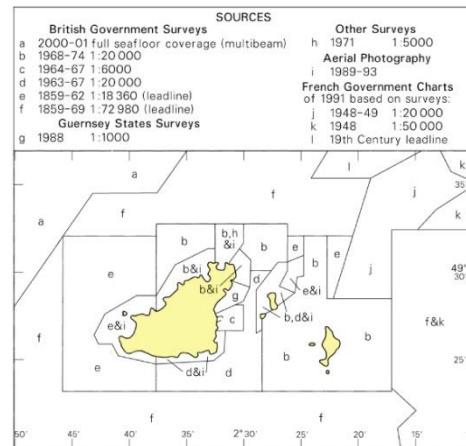 SOURCES
British Government Surveys
a 2000-01 full seafloor coverage (multibeam)
b 1968-74 1:20 000
c 1964-67 1:6000
d 1963-67 1:20 000
e 1859-62 1:18 360 (leadline)
f 1859-69 1:72 980 (leadline)
Guernsey States Surveys
g 1988 1:1000
Other Surveys
h 1971 1:5000
Aerial Photography
i 1989-93
French Government Charts
of 1991 based on surveys:
j 1948-49 1:20 000
k 1948 1:50 000
l 19th Century leadline
a
l
k
35'
f
j
k
a
f
b
b,h
&i
b
e
e
b
b&i
e
b&i
d
j
49°
30'
e&i
g
e&i
c
b,d&i
f&k
f
b
b
25'
e
d&i
d
f
f
50'
45'
40'
35'
2°30'
25'
20'
15'